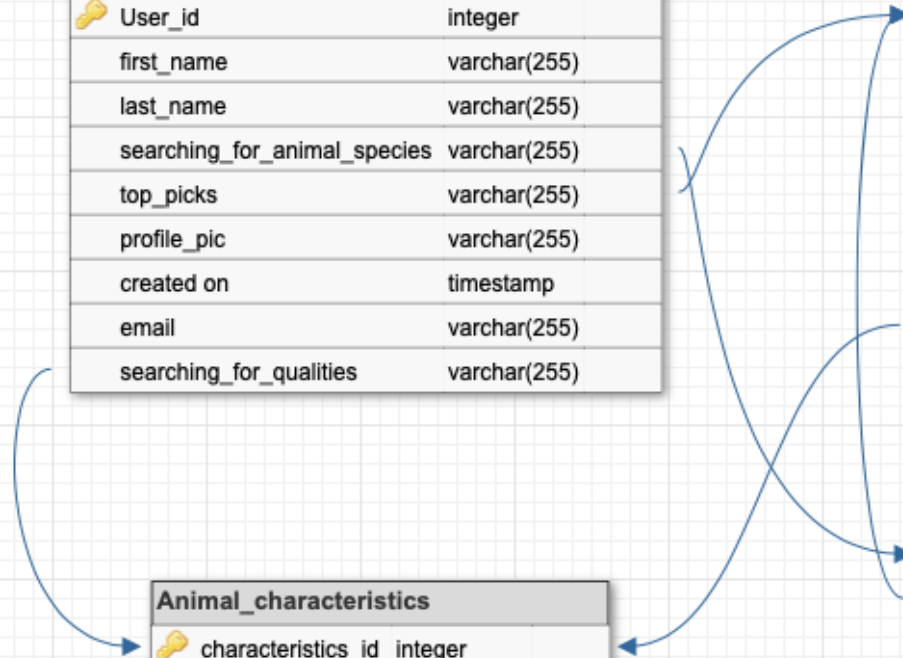 User_id integer
first_name varchar(255)
last_name varchar(255)
searching_for_animal_species varchar(255)
top_picks varchar(255)
profile_pic varchar(255)
created on timestamp
email varchar(255)
searching_for_qualities varchar(255)
Animal_characteristics
characteristics_id integer